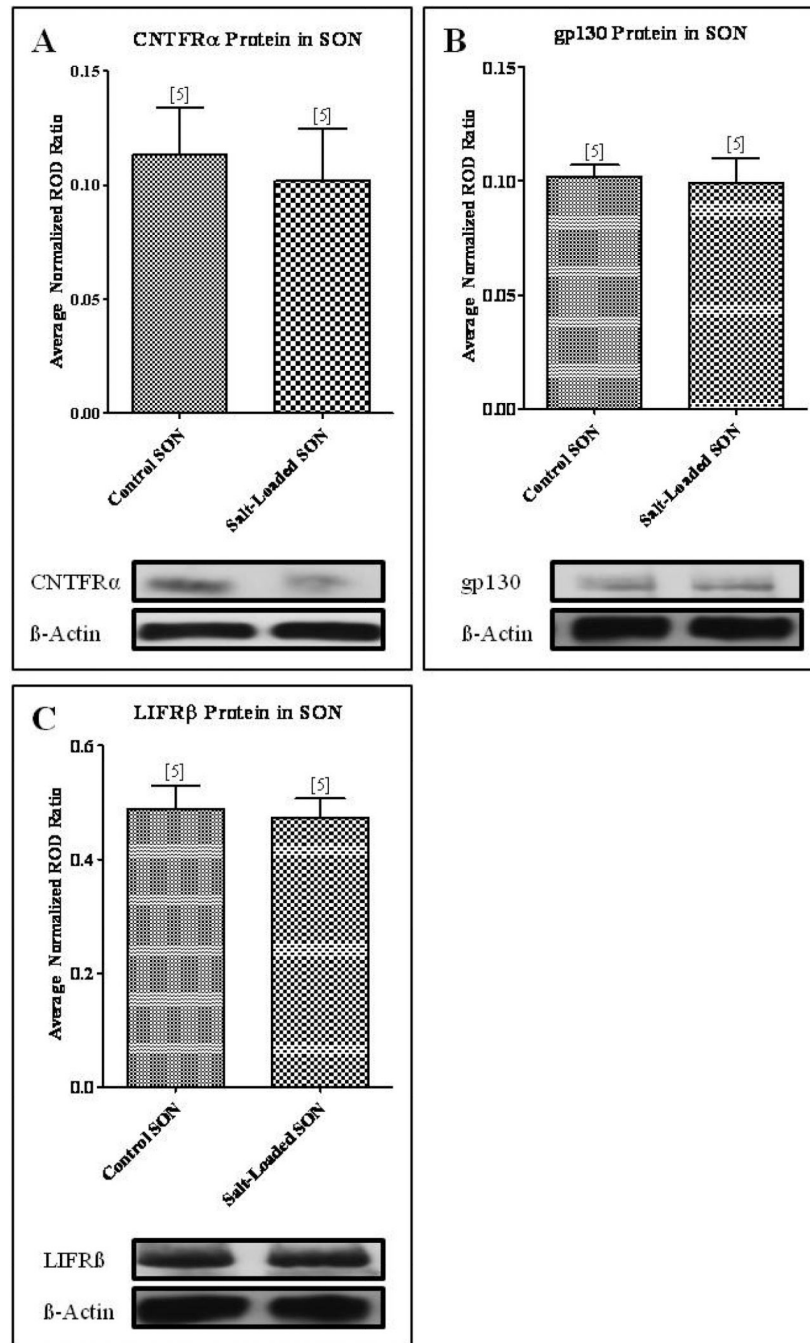 A
CNTFRα Protein in SON
Average Normalized ROD Ratio
0.15
0.10
0.05
0.00
[5]
[5]
Control SON
Salt-Loaded SON
CNTFRα
ß-Actin
B
gp130 Protein in SON
Average Normalized ROD Ratio
0.15
0.10
0.05
0.00
[5]
[5]
Control SON
Salt-Loaded SON
gp130
ß-Actin
C
LIFRβ Protein in SON
Average Normalized ROD Ratio
0.6
0.4
0.2
0.0
[5]
[5]
Control SON
Salt-Loaded SON
LIFRß
ß-Actin